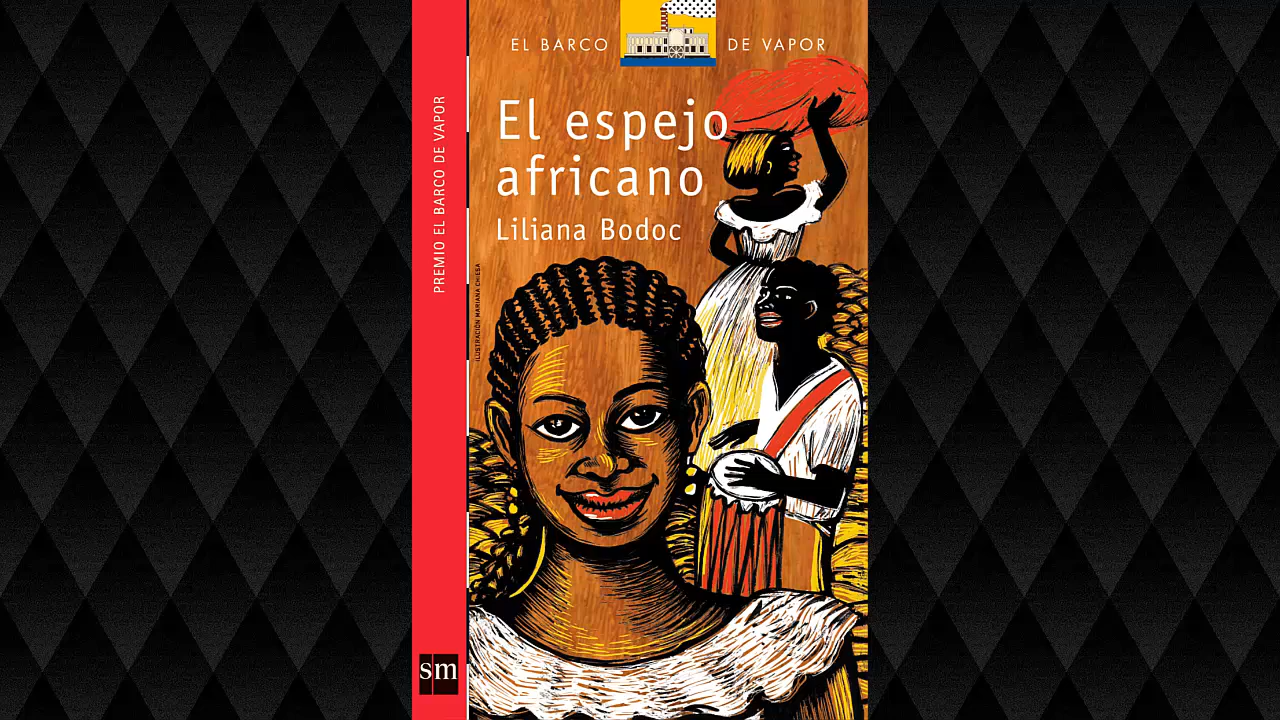 EL BARCO DE VAPOR
El espejo
africano
Liliana Bodoc
PREMIO EL BARCO DE VAPOR
ILUSTRACIÓN MARIANA CHIESA
sm